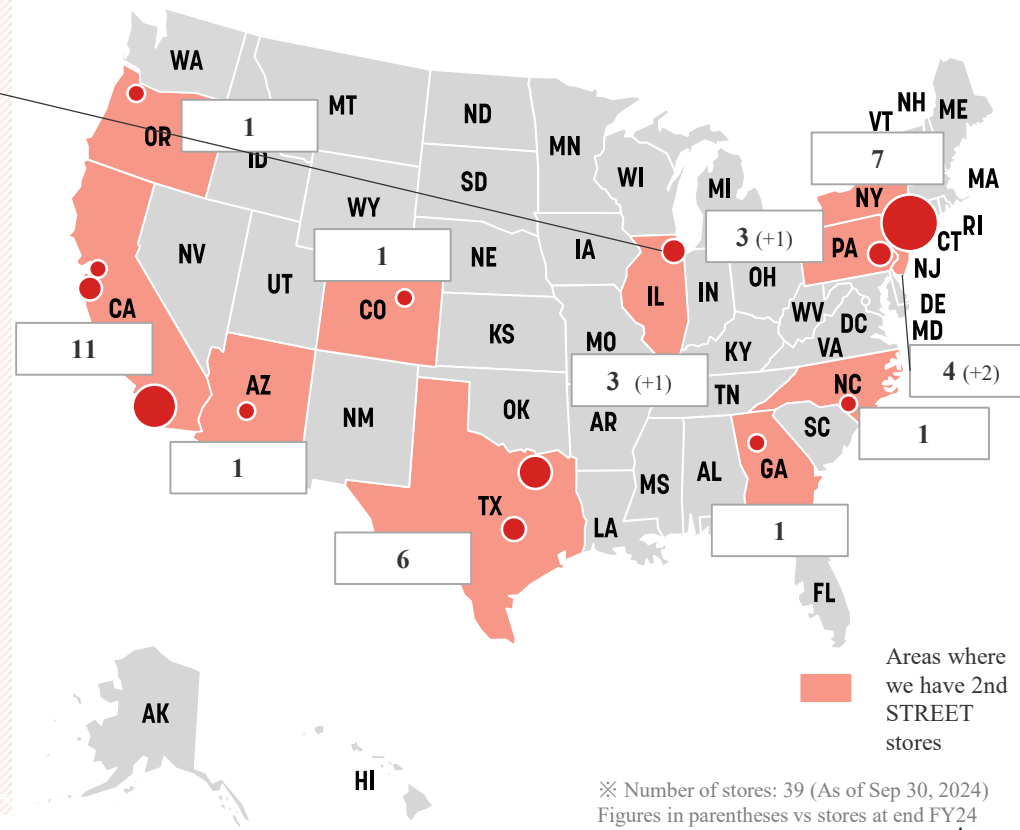 WA
MT
ND
MN
NH
ME
VT
OR
1
ID
SD
WI
MI
7
MA
WY
NY
3 (+1)
PA
CT
RI
NV
UT
1
NE
IA
OH
NJ
CA
CO
IL
IN
WV
DC
DE
MD
11
KS
MO
KY
VA
AZ
3 (+1)
TN
NC
4 (+2)
NM
OK
AR
SC
1
1
MS
AL
GA
TX
LA
1
6
FL
AK
HI
Areas where
we have 2nd
STREET
stores
※ Number of stores: 39 (As of Sep 30, 2024)
Figures in parentheses vs stores at end FY24